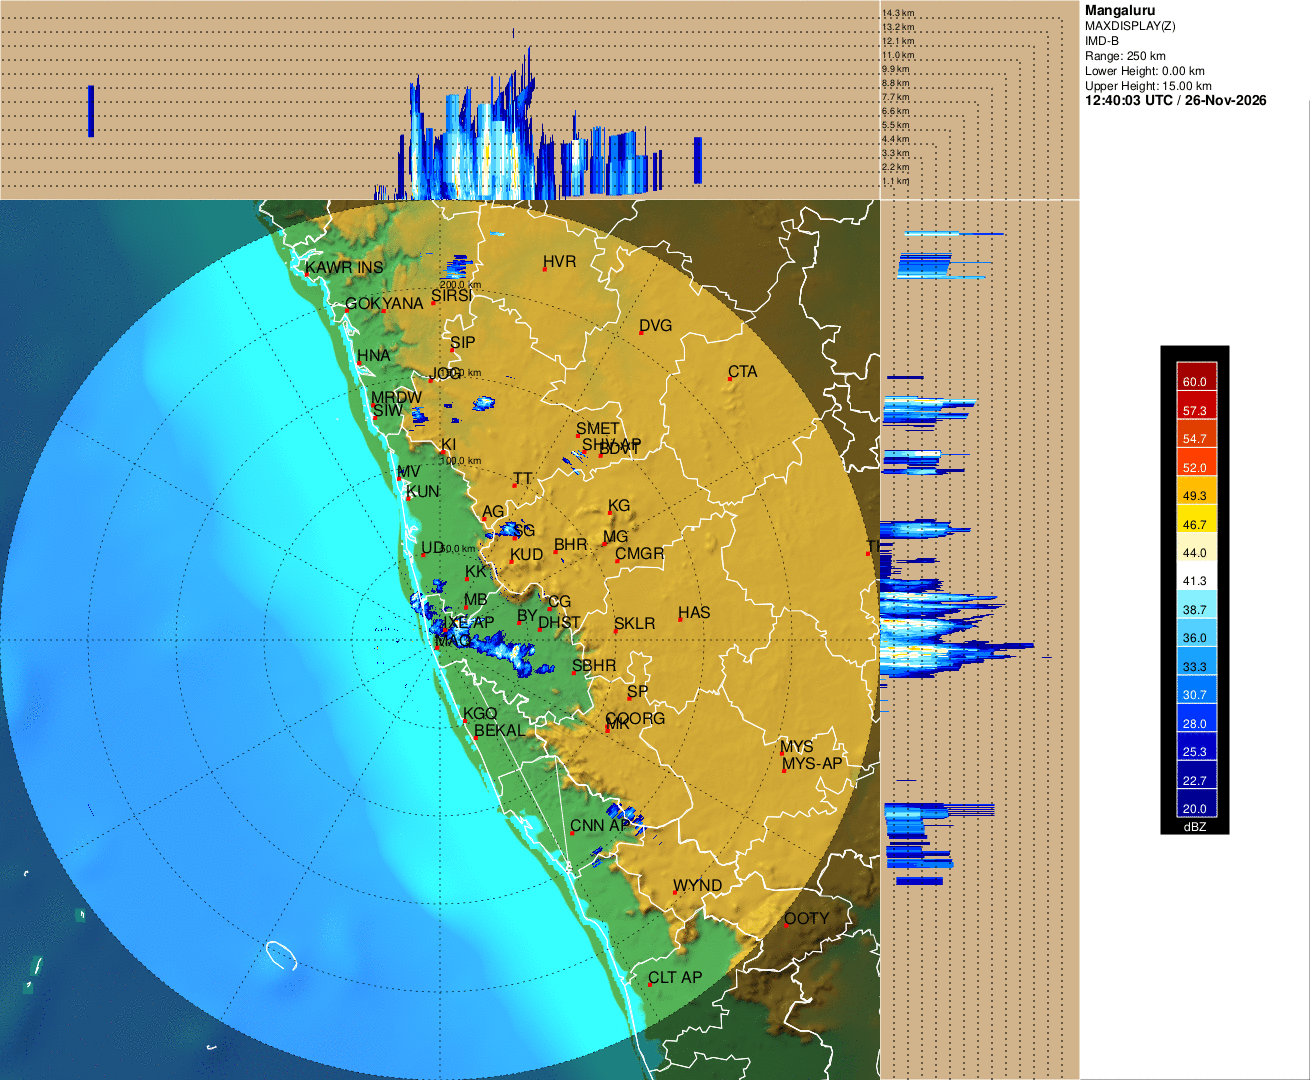 14.3 km
13.2 km
12.1 km
11.0 km
9.9 km
8.8 km
7.7 km
6.6 km
5.5 km
4.4 km
3.3 km
2.2 km
1.1 km
Mangaluru
MAXDISPLAY(Z)
IMD-B
Range: 250 km
Lower Height: 0.00 km
Upper Height: 15.00 km
12:40:03 UTC / 26-Nov-2026
KAWR INS
HVR
200.0 km
SIRSI
GOKYANA
DVG
SIP
HNA
JOG
CTA
MRDW
SIW
SMET
SHV-AP
BDVT
KI
100.0 km
MV
TT
KUN
KG
AG
SG
MG
UD
50.0 km
KUD
BHR
CMGR
KK
MB
CG
IXE AP
BY
DHST
HAS
SKLR
MAQ
SBHR
SP
KGQ
COORG
MK
BEKAL
MYS
MYS-AP
CNN AP
WYND
OOTY
CLT AP
60.0
57.3
54.7
52.0
49.3
46.7
44.0
41.3
38.7
36.0
33.3
30.7
28.0
25.3
22.7
20.0
dBZ